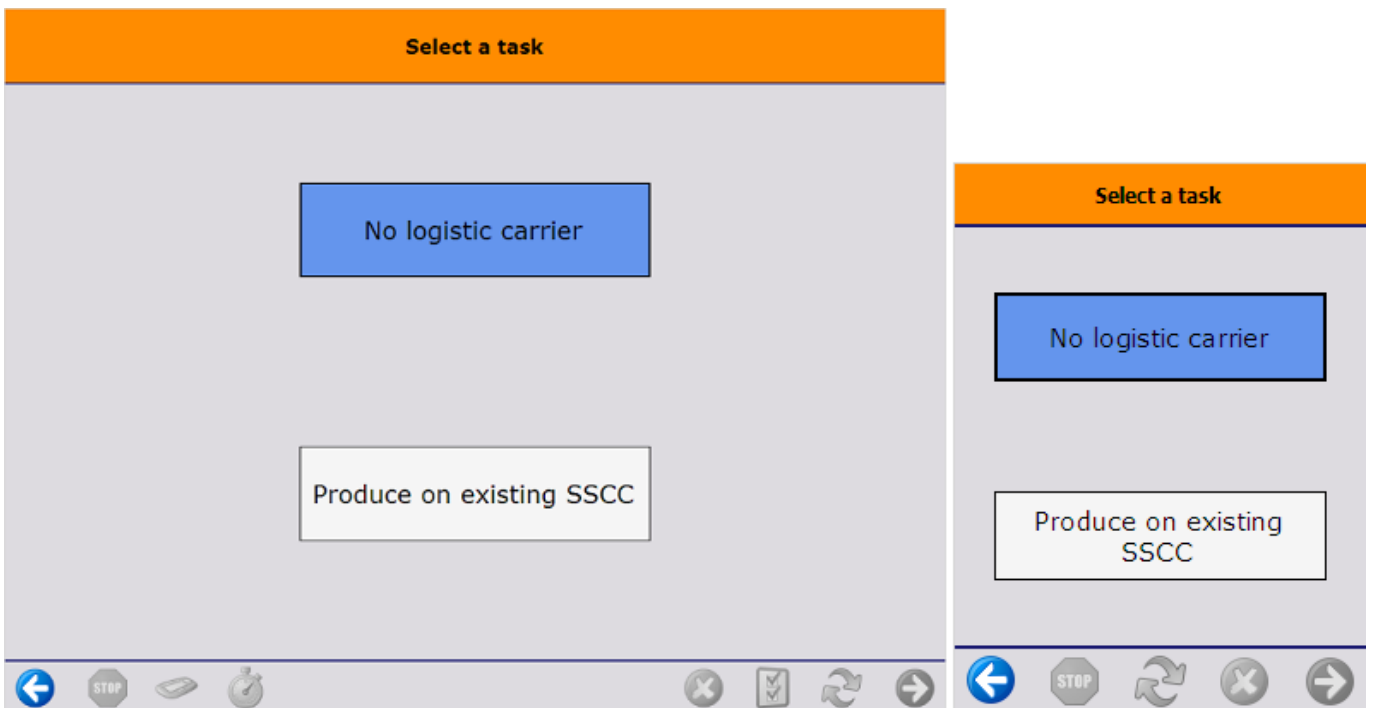 Select a task
No logistic carrier
Produce on existing SSCC
STOP
Select a task
No logistic carrier
Produce on existing
SSCC
STOP